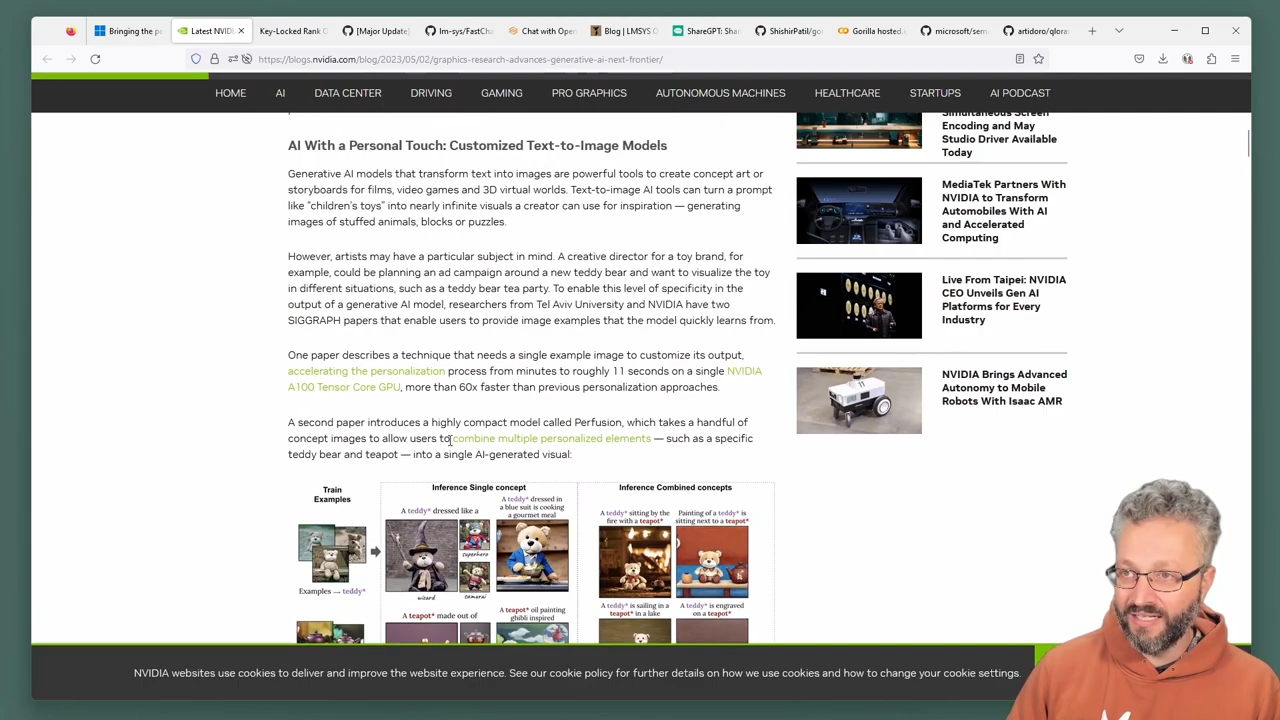 Bringing the po
Latest NVIDI
Key-Locked Rank O
[Major Update]
lm-sys/FastCha
Chat with Open
Blog | LMSYS O
ShareGPT: Shar
ShishirPatil/go
Gorilla hosted.
microsoft/sem
artidoro/qlora:
https://blogs.nvidia.com/blog/2023/05/02/graphics-research-advances-generative-ai-next-frontier/
HOME AI DATA CENTER DRIVING GAMING PRO GRAPHICS AUTONOMOUS MACHINES HEALTHCARE STARTUPS AI PODCAST
AI With a Personal Touch: Customized Text-to-Image Models
Generative AI models that transform text into images are powerful tools to create concept art or
storyboards for films, video games and 3D virtual worlds. Text-to-image AI tools can turn a prompt
like "children's toys" into nearly infinite visuals a creator can use for inspiration — generating
images of stuffed animals, blocks or puzzles.
However, artists may have a particular subject in mind. A creative director for a toy brand, for
example, could be planning an ad campaign around a new teddy bear and want to visualize the toy
in different situations, such as a teddy bear tea party. To enable this level of specificity in the
output of a generative AI model, researchers from Tel Aviv University and NVIDIA have two
SIGGRAPH papers that enable users to provide image examples that the model quickly learns from.
One paper describes a technique that needs a single example image to customize its output,
accelerating the personalization process from minutes to roughly 11 seconds on a single NVIDIA
A100 Tensor Core GPU, more than 60x faster than previous personalization approaches.
A second paper introduces a highly compact model called Perfusion, which takes a handful of
concept images to allow users to combine multiple personalized elements — such as a specific
teddy bear and teapot — into a single AI-generated visual:
Train
Examples
Examples → teddy*
Inference Single concept
A teddy* dressed like a
wizard
superhero
samurai
A teddy* dressed in
a blue suit is cooking
a gourmet meal
A teapot* made out of
A teapot* oil painting
ghibli inspired
Inference Combined concepts
A teddy* sitting by the
fire with a teapot*
Painting of a teddy* is
sitting next to a teapot*
A teddy* is sailing in a
teapot* in a lake
A teddy* is engraved
on a teapot*
Simultaneous Screen
Encoding and May
Studio Driver Available
Today
MediaTek Partners With
NVIDIA to Transform
Automobiles With AI
and Accelerated
Computing
Live From Taipei: NVIDIA
CEO Unveils Gen AI
Platforms for Every
Industry
NVIDIA Brings Advanced
Autonomy to Mobile
Robots With Isaac AMR
NVIDIA websites use cookies to deliver and improve the website experience. See our cookie policy for further details on how we use cookies and how to change your cookie settings.